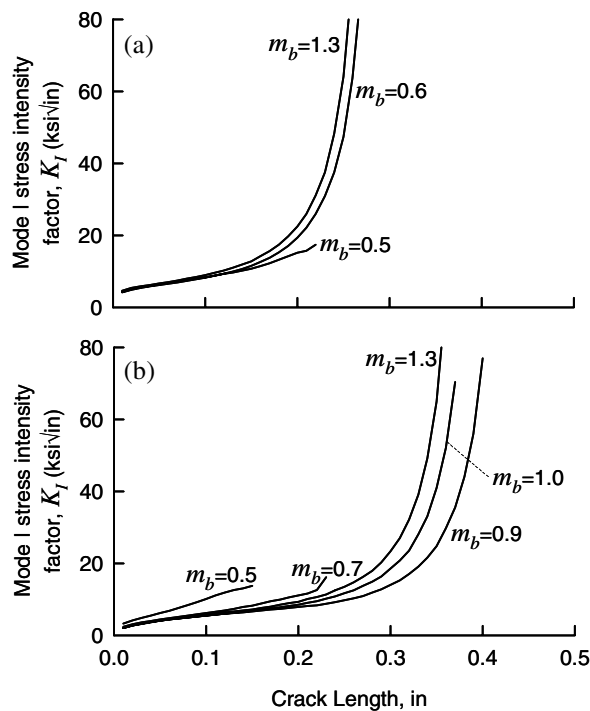 80
(a)
m_b=1.3
60
m_b=0.6
40
20
m_b=0.5
0
Mode I stress intensity
factor, K_I (ksi√in)
80
(b)
m_b=1.3
60
40
m_b=1.0
m_b=0.9
20
m_b=0.5
m_b=0.7
0
Mode I stress intensity
factor, K_I (ksi√in)
0.0 0.1 0.2 0.3 0.4 0.5
Crack Length, in